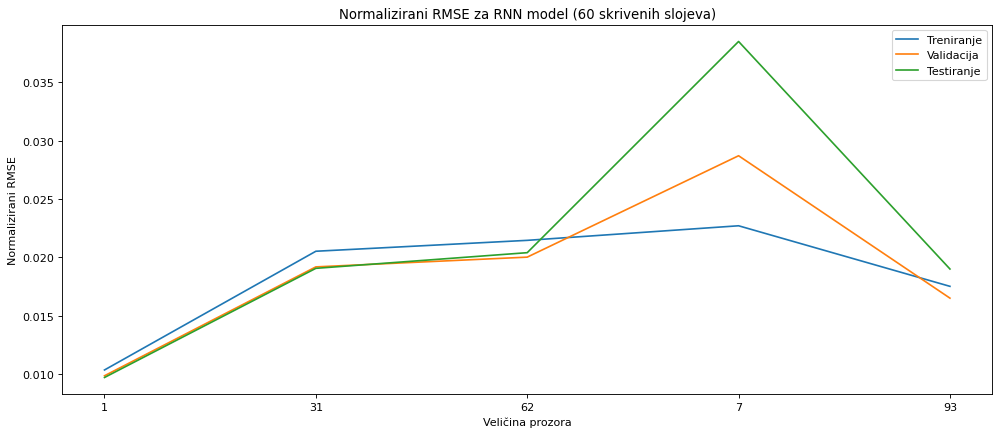 Normalizirani RMSE za RNN model (60 skrivenih slojeva)
Treniranje
Validacija
Testiranje
Normalizirani RMSE
0.035
0.030
0.025
0.020
0.015
0.010
1 31 62 7 93
Veličina prozora